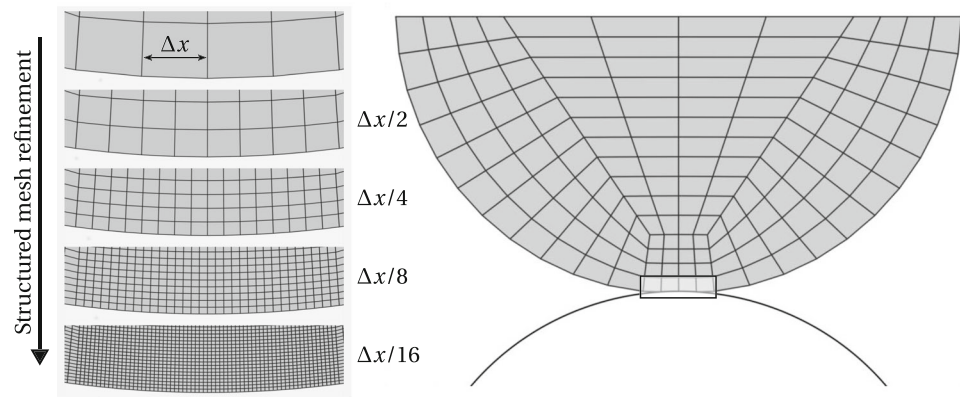 Structured mesh refinement
Δx
Δx/2
Δx/4
Δx/8
Δx/16